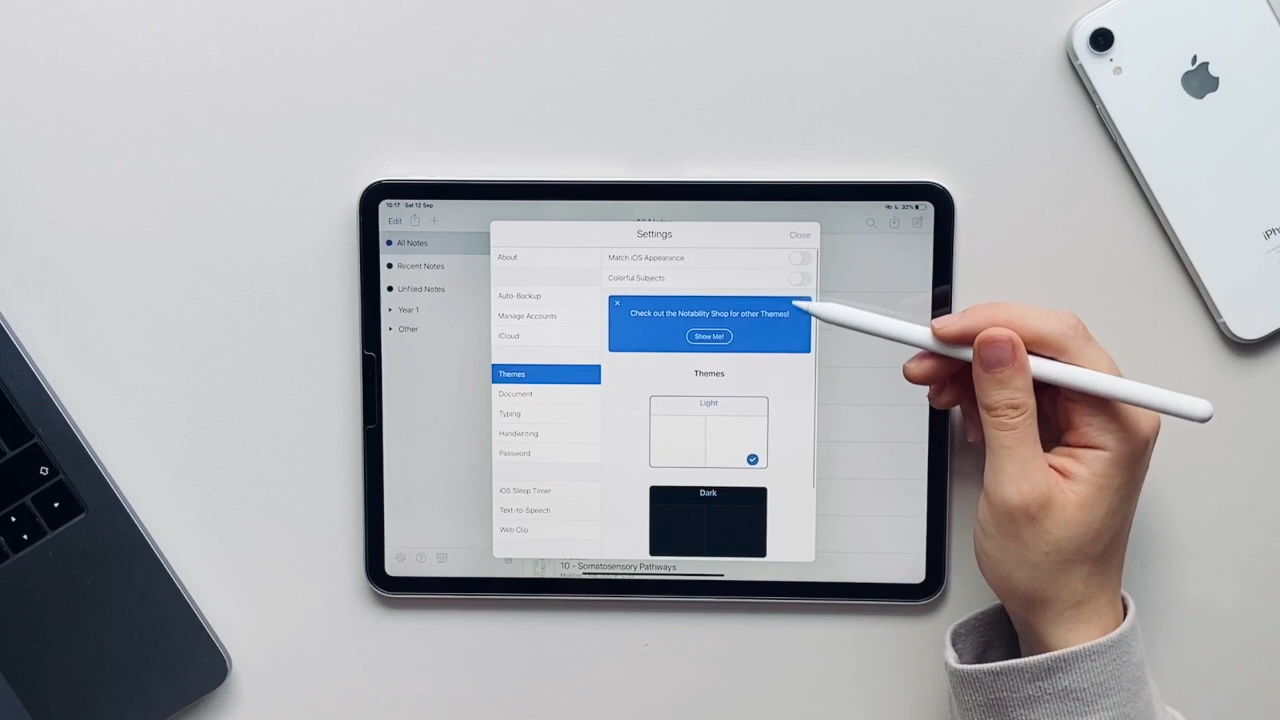 10:17 Sat 12 Sep
32%
Edit
All Notes
Recent Notes
Unfiled Notes
Year 1
Other
Settings
Close
About
Auto-Backup
Manage Accounts
iCloud
Themes
Document
Typing
Handwriting
Password
iOS Sleep Timer
Text-to-Speech
Web Clip
Match iOS Appearance
Colorful Subjects
Check out the Notability Shop for other Themes!
Show Me!
Themes
Light
Dark
10 - Somatosensory Pathways